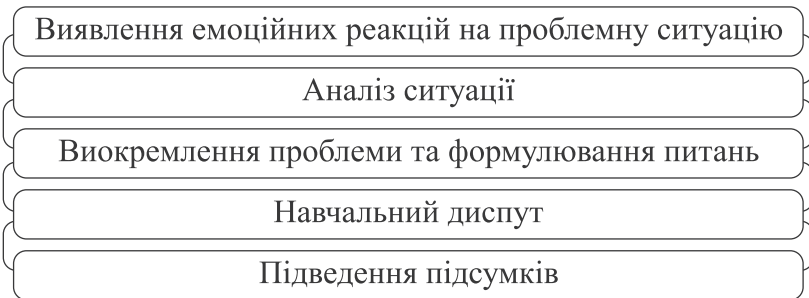 Виявлення емоційних реакцій на проблемну ситуацію
Аналіз ситуації
Виокремлення проблеми та формулювання питань
Навчальний диспут
Підведення підсумків